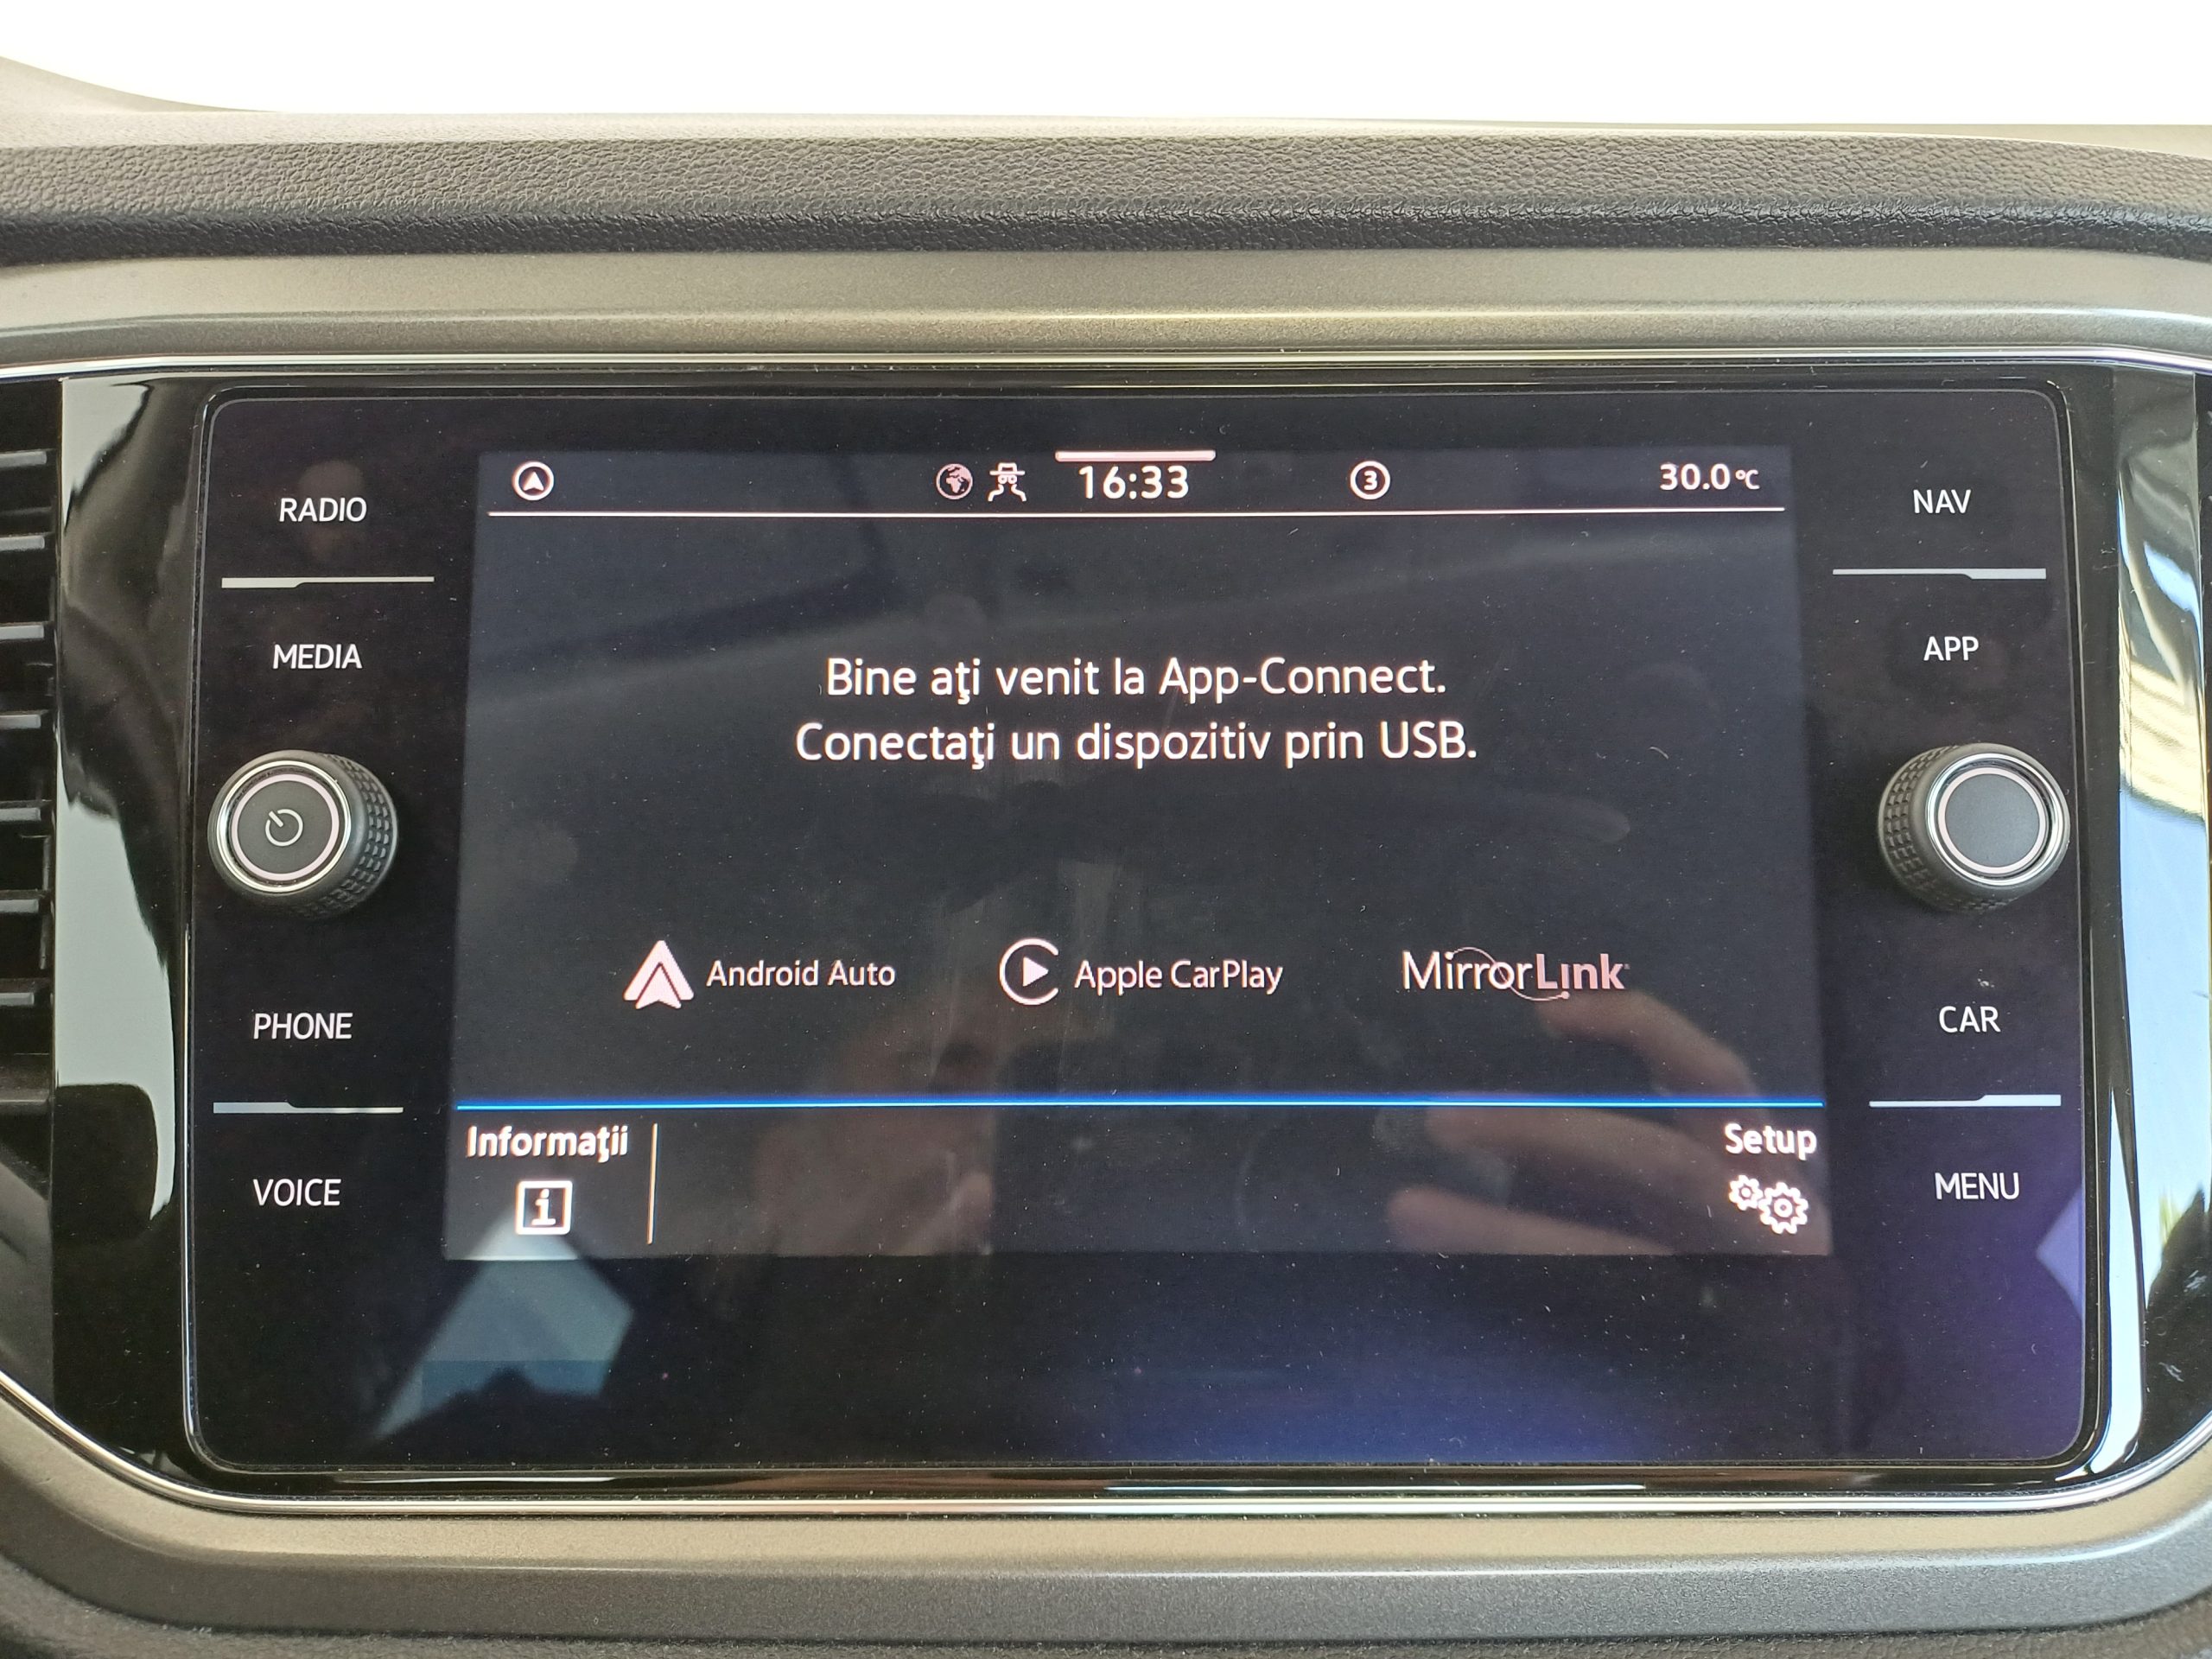 RADIO
MEDIA
PHONE
VOICE
16:33
3
30.0 °C
Bine aţi venit la App-Connect.
Conectaţi un dispozitiv prin USB.
Android Auto
Apple CarPlay
MirrorLink
Informaţii
i
Setup
NAV
APP
CAR
MENU